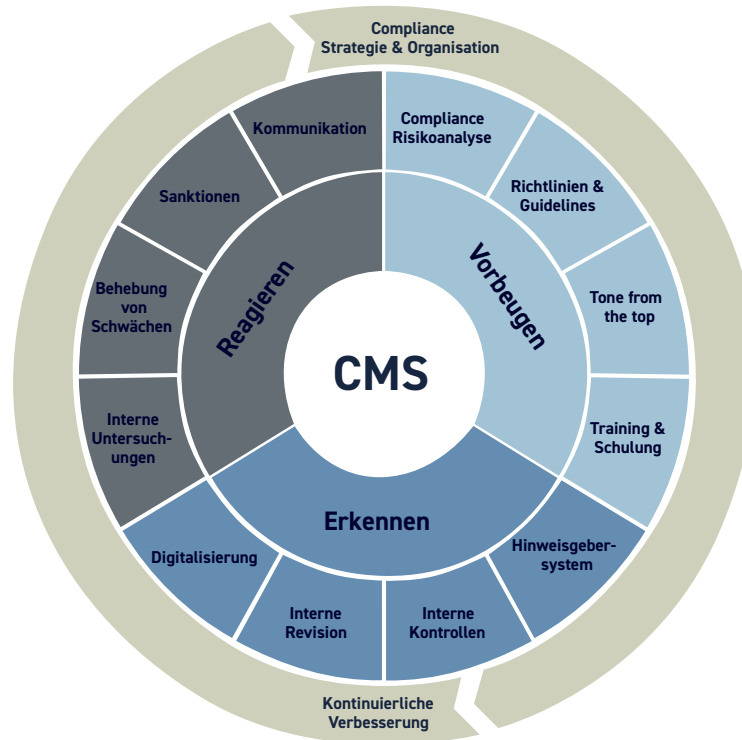 Compliance
Strategie & Organisation
Kommunikation
Compliance
Risikoanalyse
Sanktionen
Richtlinien &
Guidelines
Behebung
von
Schwächen
Reagieren
Vorbeugen
Tone from
the top
CMS
Interne
Untersuch-
ungen
Training &
Schulung
Erkennen
Digitalisierung
Hinweisgeber-
system
Interne
Revision
Interne
Kontrollen
Kontinuierliche
Verbesserung